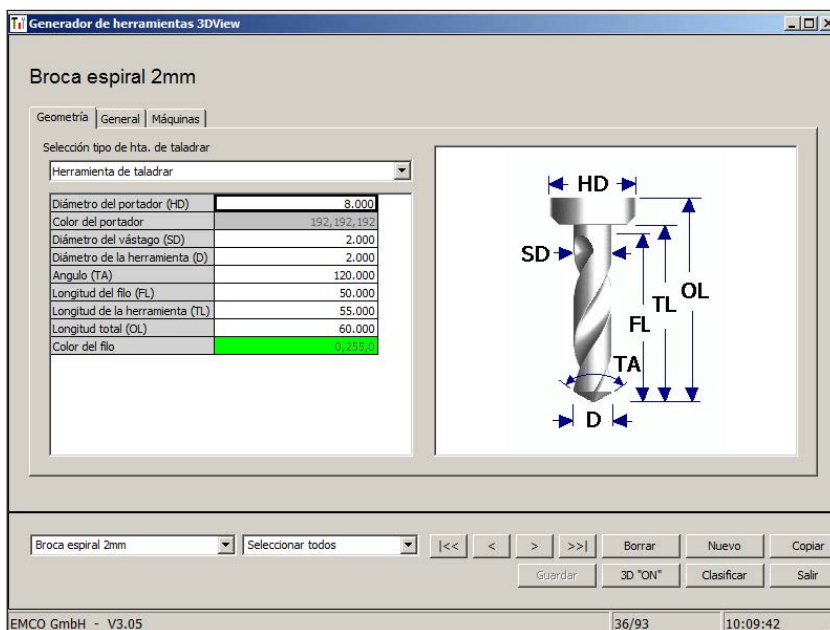 Generador de herramientas 3DView
Broca espiral 2mm
Geometría General Máquinas
Selección tipo de hta. de taladrar
Herramienta de taladrar
Diámetro del portador (HD) 8.000
Color del portador 192,192,192
Diámetro del vástago (SD) 2.000
Diámetro de la herramienta (D) 2.000
Angulo (TA) 120.000
Longitud del filo (FL) 50.000
Longitud de la herramienta (TL) 55.000
Longitud total (OL) 60.000
Color del filo 0,255,0
HD
SD
OL
TL
FL
TA
D
Broca espiral 2mm Seleccionar todos |<< < > >>| Borrar Nuevo Copiar
Guardar 3D "ON" Clasificar Salir
EMCO GmbH - V3.05 36/93 10:09:42